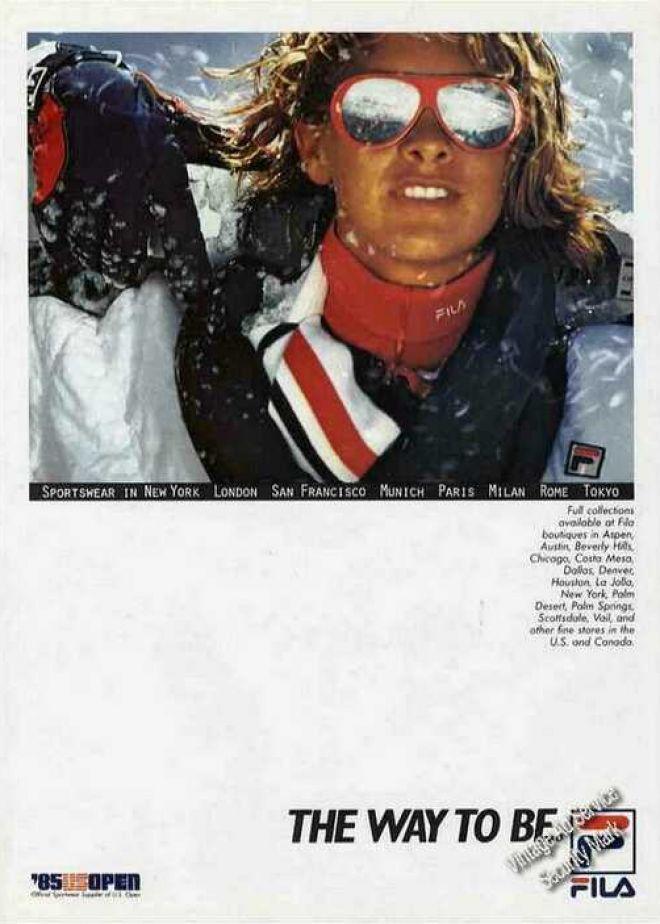 FILA
F
SPORTSWEAR IN NEW YORK LONDON SAN FRANCISCO MUNICH PARIS MILAN ROME TOKYO
Full collections
available at Fila
boutiques in Aspen,
Austin, Beverly Hills,
Chicago, Costa Mesa,
Dallas, Denver,
Houston, La Jolla,
New York, Palm
Desert, Palm Springs,
Scottsdale, Vail, and
other fine stores in the
U.S. and Canada.
THE WAY TO BE.
F
FILA
Vintage Ad Service
Security Mark
'85 US OPEN
Official Sportswear Supplier of U.S. Open